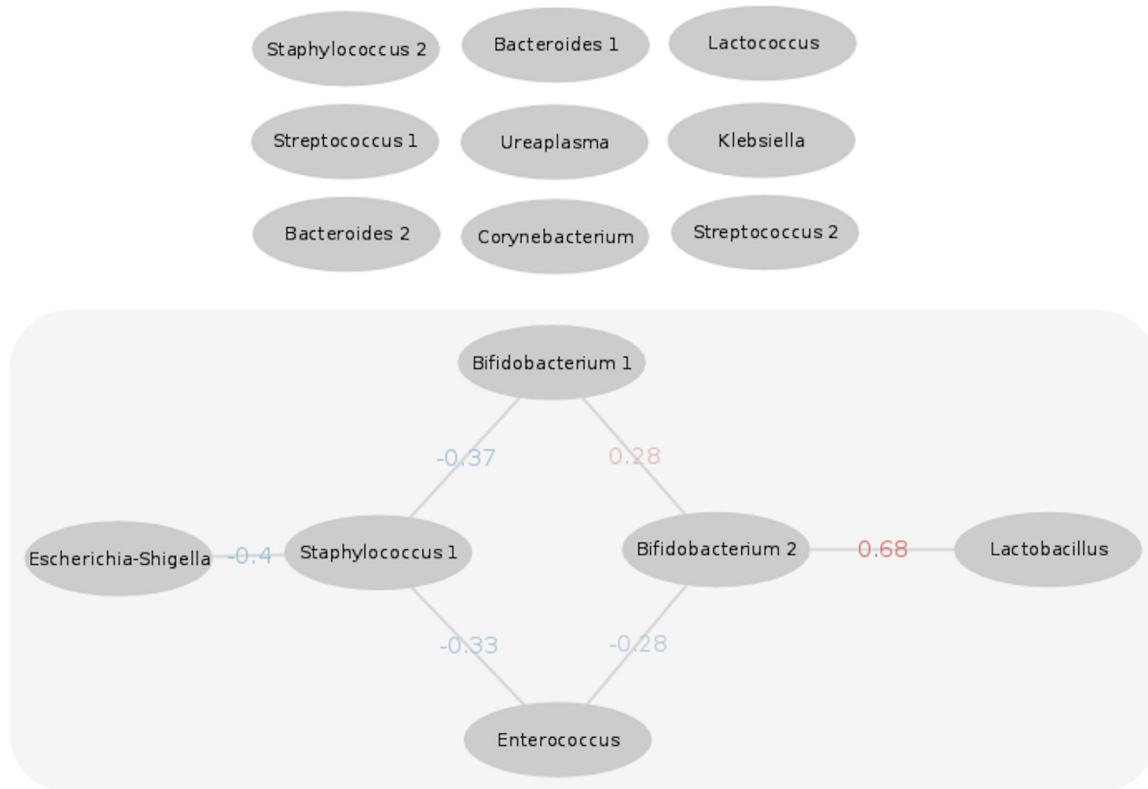 Staphylococcus 2
Bacteroides 1
Lactococcus
Streptococcus 1
Ureaplasma
Klebsiella
Bacteroides 2
Corynebacterium
Streptococcus 2
Bifidobacterium 1
-0.37
0.28
Escherichia-Shigella
-0.4
Staphylococcus 1
Bifidobacterium 2
0.68
Lactobacillus
-0.33
-0.28
Enterococcus